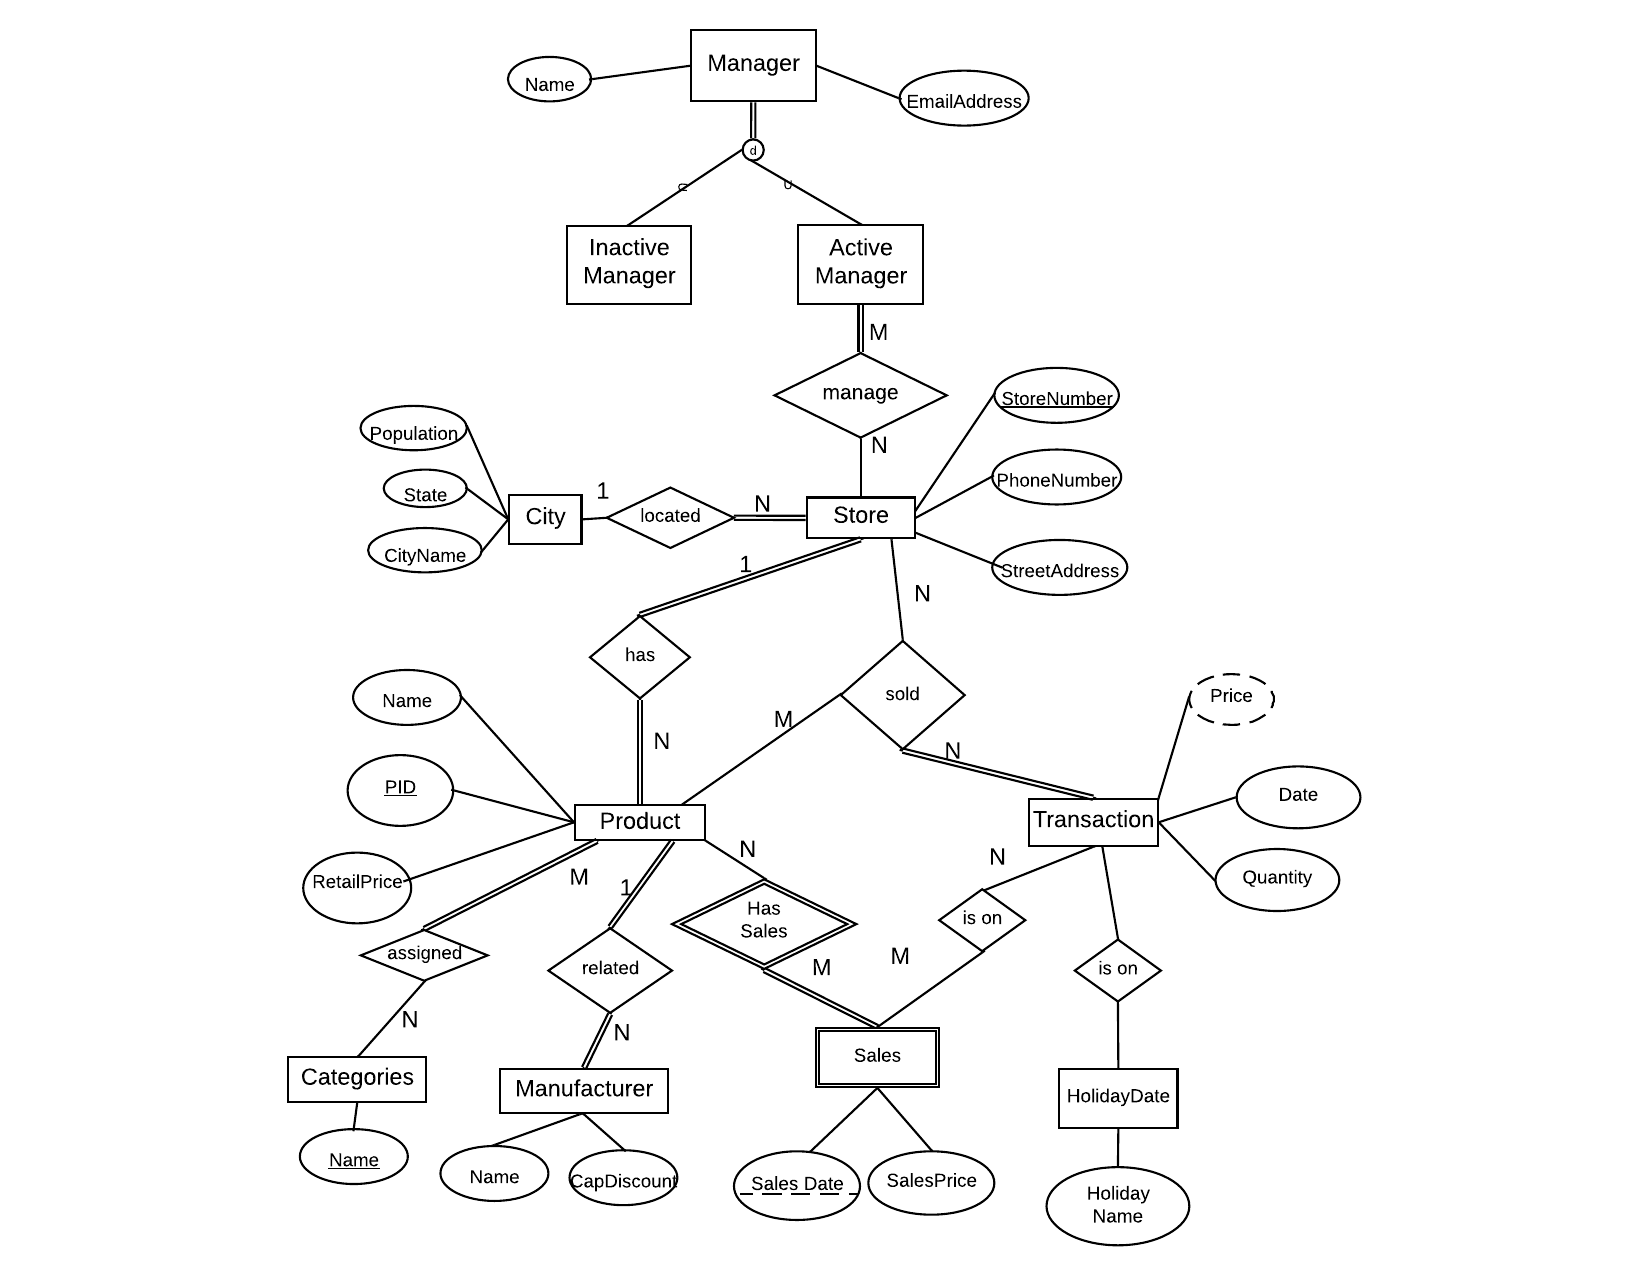 Manager
Name
EmailAddress
d
⊂
⊂
Inactive
Manager
Active
Manager
M
manage
N
StoreNumber
Population
PhoneNumber
State
1
N
City
located
Store
CityName
StreetAddress
1
N
has
sold
Name
Price
M
N
N
PID
Date
Product
Transaction
RetailPrice
N
N
M
1
Quantity
Has
Sales
is on
assigned
related
M
M
is on
N
N
Categories
Manufacturer
Sales
HolidayDate
Name
Name
CapDiscount
Sales Date
SalesPrice
Holiday
Name